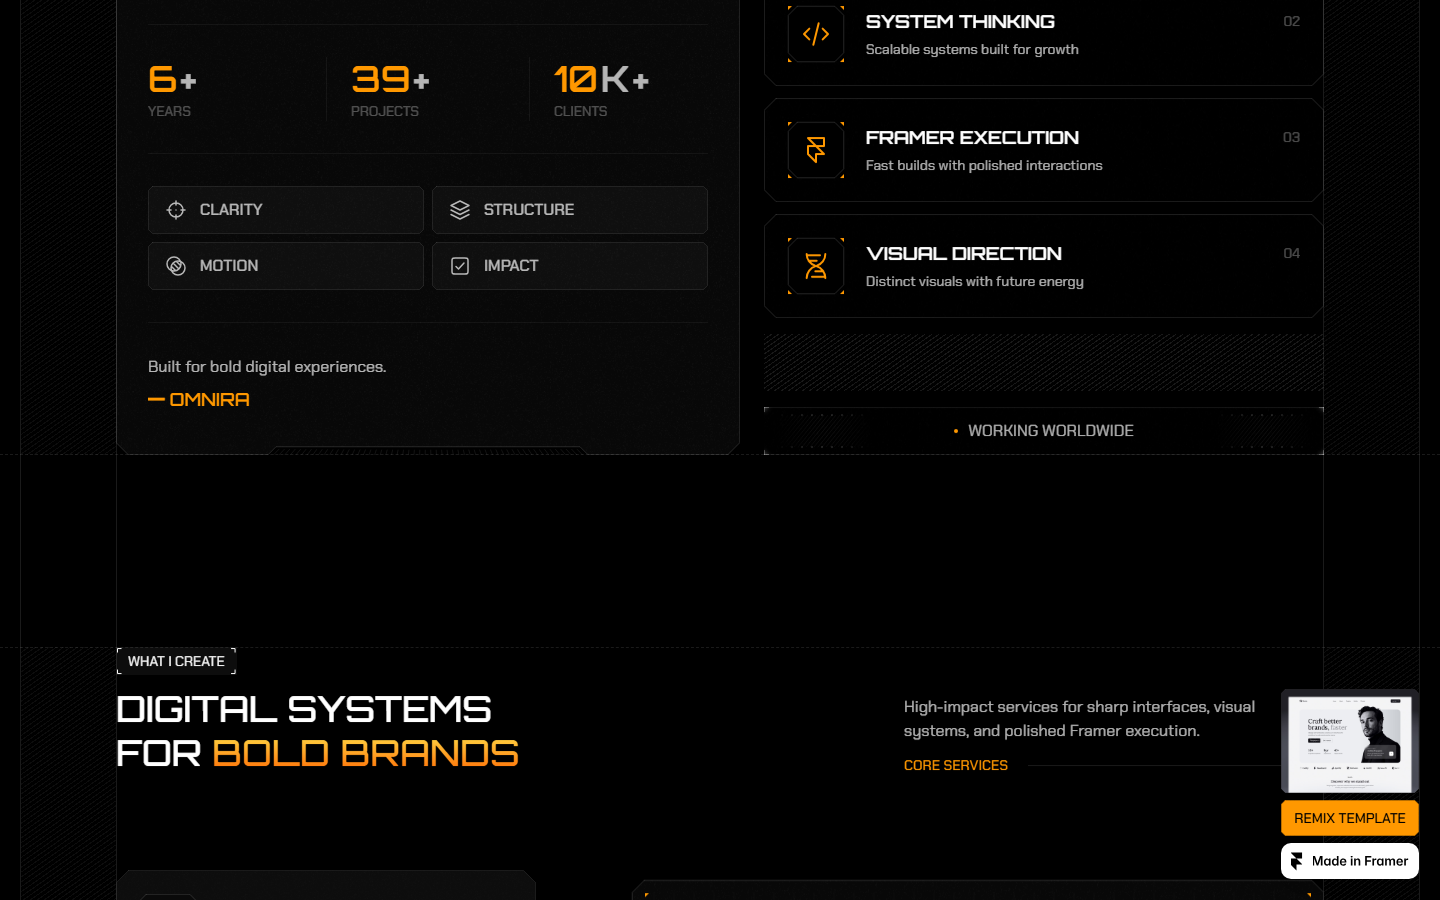 6+
YEARS
39+
PROJECTS
10K+
CLIENTS
CLARITY
STRUCTURE
MOTION
IMPACT
Built for bold digital experiences.
— OMNIRA
SYSTEM THINKING
02
Scalable systems built for growth
FRAMER EXECUTION
03
Fast builds with polished interactions
VISUAL DIRECTION
04
Distinct visuals with future energy
• WORKING WORLDWIDE
WHAT I CREATE
DIGITAL SYSTEMS
FOR BOLD BRANDS
High-impact services for sharp interfaces, visual
systems, and polished Framer execution.
CORE SERVICES
Craft better
brands, faster
REMIX TEMPLATE
Made in Framer